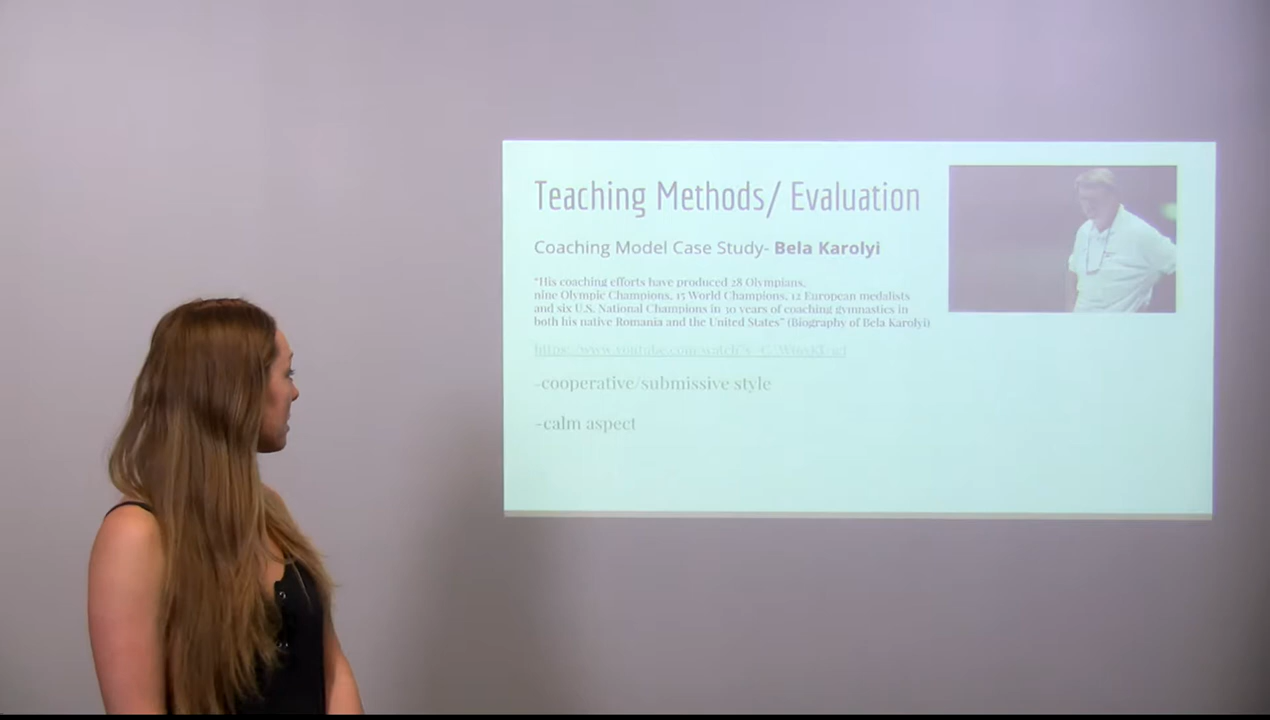 Teaching Methods/ Evaluation
Coaching Model Case Study- Bela Karolyi
“His coaching efforts have produced 28 Olympians,
nine Olympic Champions, 15 World Champions, 12 European medalists
and six U.S. National Champions in 30 years of coaching gymnastics in
both his native Romania and the United States” (Biography of Bela Karolyi)
-cooperative/submissive style
-calm aspect